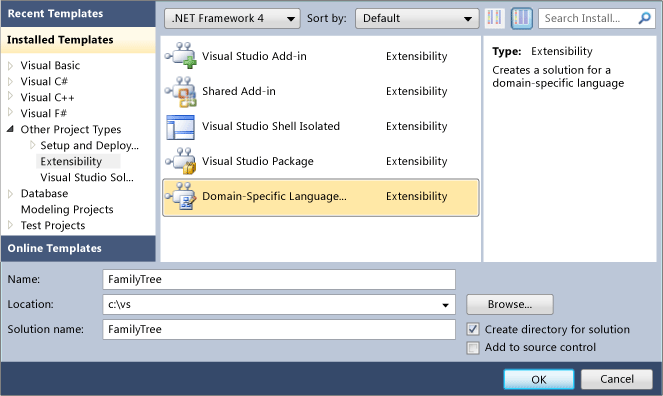 Recent Templates
.NET Framework 4 Sort by: Default Search Install...
Installed Templates
Visual Basic
Visual C#
Visual C++
Visual F#
Other Project Types
Setup and Deploy...
Extensibility
Visual Studio Sol...
Database
Modeling Projects
Test Projects
Online Templates
Visual Studio Add-in Extensibility
Shared Add-in Extensibility
Visual Studio Shell Isolated Extensibility
Visual Studio Package Extensibility
Domain-Specific Language... Extensibility
Type: Extensibility
Creates a solution for a
domain-specific language
Name: FamilyTree
Location: c:\vs Browse...
Solution name: FamilyTree
Create directory for solution
Add to source control
OK Cancel